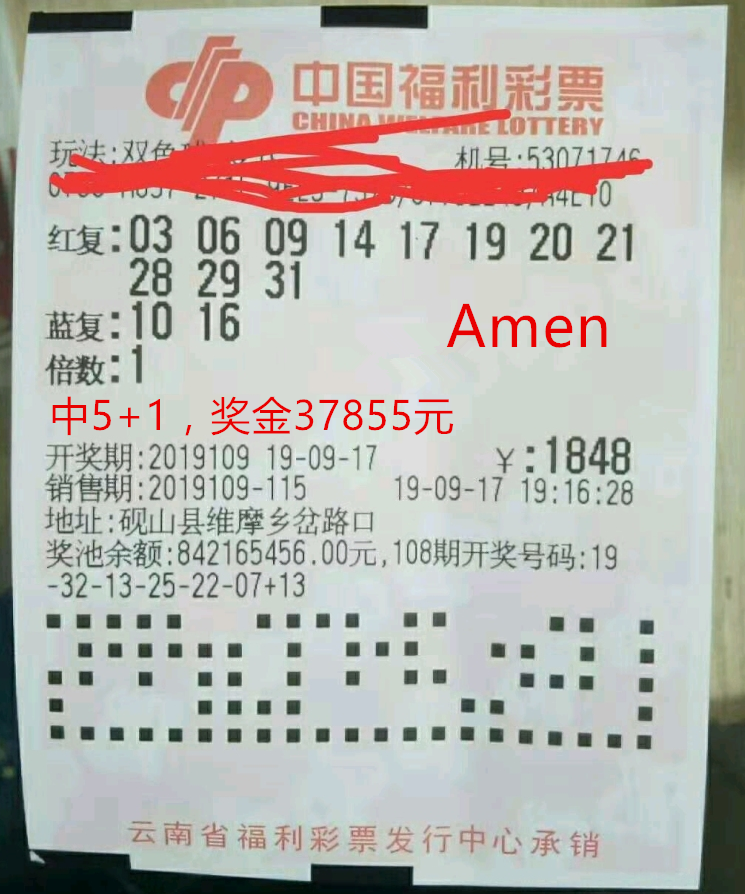 中国福利彩票
CHINA WELFARE LOTTERY
玩法:双色
机号:53071746
红复:03 06 09 14 17 19 20 21
28 29 31
蓝复:10 16
Amen
倍数:1
中5+1，奖金37855元
开奖期:2019109 19-09-17 ¥:1848
销售期:2019109-115 19-09-17 19:16:28
地址:砚山县维摩乡岔路口
奖池余额:842165456.00元,108期开奖号码:19
-32-13-25-22-07+13
云南省福利彩票发行中心承销